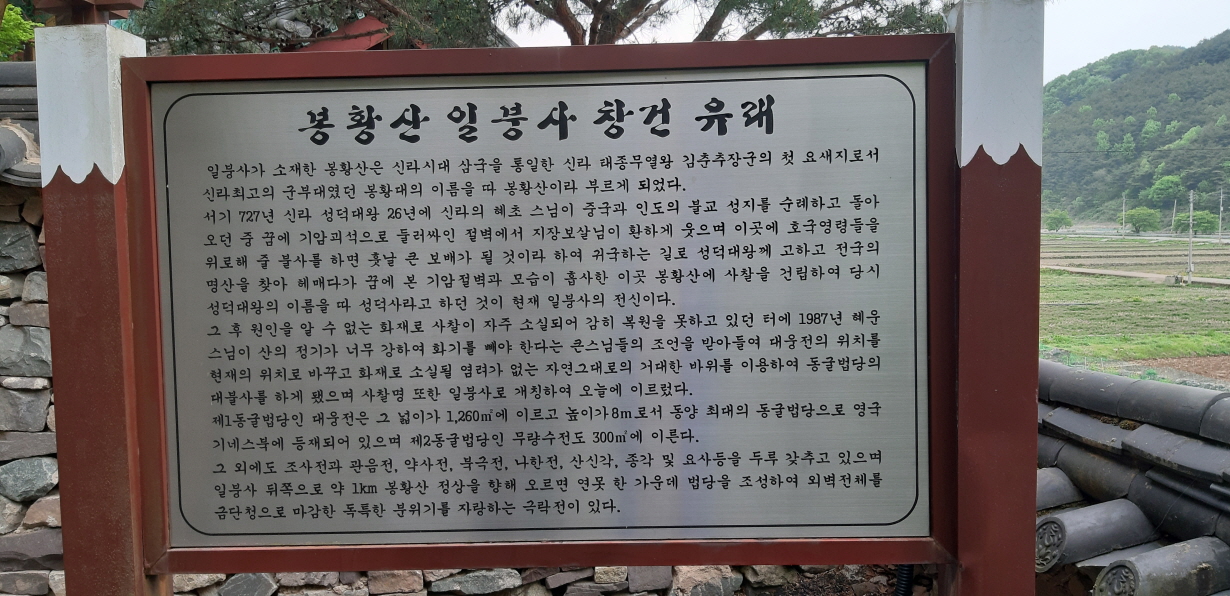 봉황산 일붕사 창건 유래
일붕사가 소재한 봉황산은 신라시대 삼국을 통일한 신라 태종무열왕 김춘추장군의 첫 요새지로서
신라최고의 군부대였던 봉황대의 이름을 따 봉황산이라 부르게 되었다.
서기 727년 신라 성덕대왕 26년에 신라의 혜초 스님이 중국과 인도의 불교 성지를 순례하고 돌아
오던 중 꿈에 기암괴석으로 둘러싸인 절벽에서 지장보살님이 환하게 웃으며 이곳에 호국영령들을
위로해 줄 불사를 하면 훗날 큰 보배가 될 것이라 하여 귀국하는 길로 성덕대왕께 고하고 전국의
명산을 찾아 헤매다가 꿈에 본 기암절벽과 모습이 흡사한 이곳 봉황산에 사찰을 건립하여 당시
성덕대왕의 이름을 따 성덕사라고 하던 것이 현재 일붕사의 전신이다.
그 후 원인을 알 수 없는 화재로 사찰이 자주 소실되어 감히 복원을 못하고 있던 터에 1987년 혜운
스님이 산의 정기가 너무 강하여 화기를 빼야 한다는 큰스님들의 조언을 받아들여 대웅전의 위치를
현재의 위치로 바꾸고 화재로 소실될 염려가 없는 자연그대로의 거대한 바위를 이용하여 동굴법당의
대불사를 하게 됐으며 사찰명 또한 일붕사로 개칭하여 오늘에 이르렀다.
제1동굴법당인 대웅전은 그 넓이가 1,260㎡에 이르고 높이가 8m로서 동양 최대의 동굴법당으로 영국
기네스북에 등재되어 있으며 제2동굴법당인 무량수전도 300㎡에 이른다.
그 외에도 조사전과 관음전, 약사전, 북극전, 나한전, 산신각, 종각 및 요사등을 두루 갖추고 있으며
일붕사 뒤쪽으로 약 1km 봉황산 정상을 향해 오르면 연못 한 가운데 법당을 조성하여 외벽전체를
금단청으로 마감한 독특한 분위기를 자랑하는 극락전이 있다.